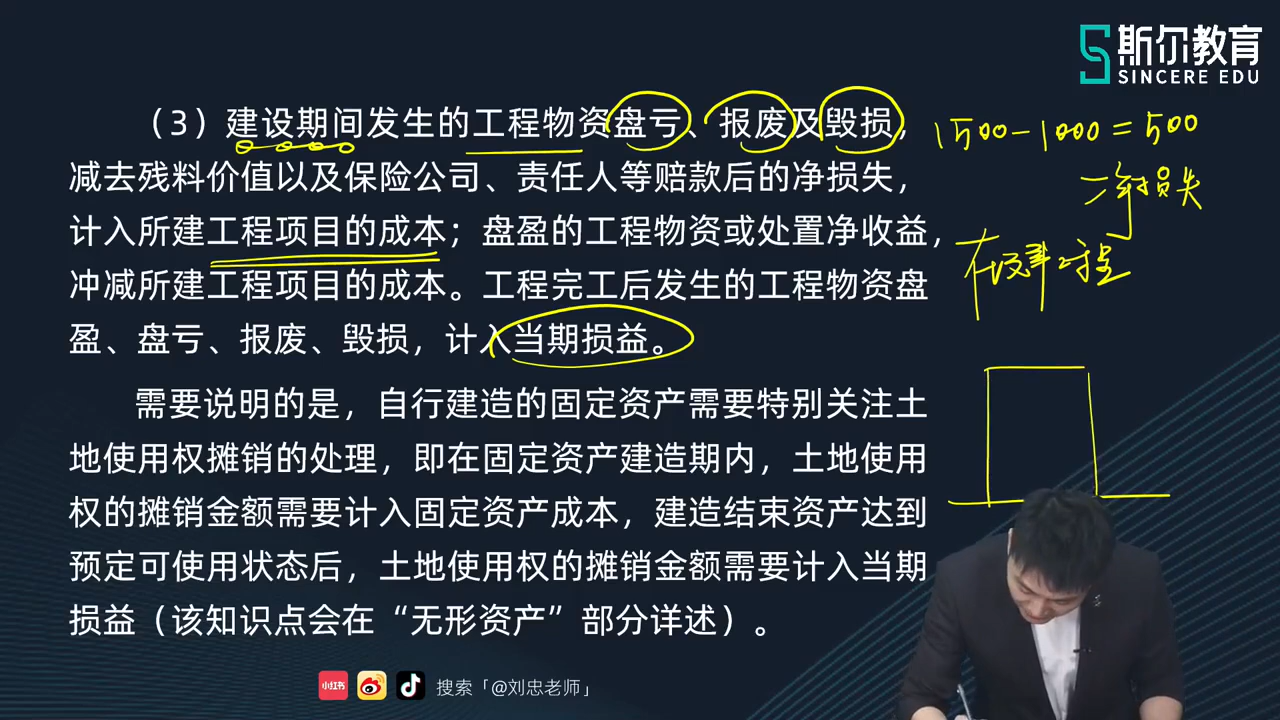 斯尔教育
SINCERE EDU
（3）建设期间发生的工程物资盘亏、报废及毁损，
减去残料价值以及保险公司、责任人等赔款后的净损失，
计入所建工程项目的成本；盘盈的工程物资或处置净收益，
冲减所建工程项目的成本。工程完工后发生的工程物资盘
盈、盘亏、报废、毁损，计入当期损益。
1500-1000=500
净损失
在建工程
需要说明的是，自行建造的固定资产需要特别关注土
地使用权摊销的处理，即在固定资产建造期内，土地使用
权的摊销金额需要计入固定资产成本，建造结束资产达到
预定可使用状态后，土地使用权的摊销金额需要计入当期
损益（该知识点会在“无形资产”部分详述）。
小红书
搜索「@刘忠老师」